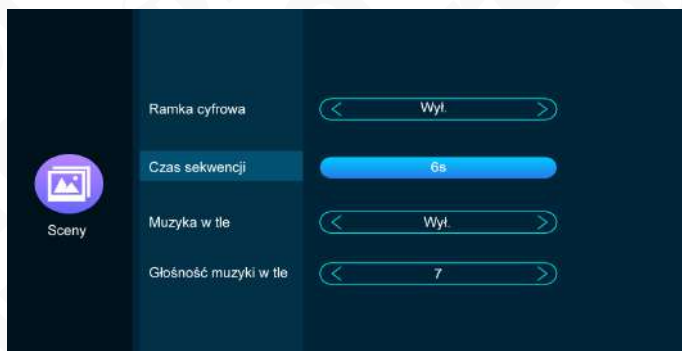 Ramka cyfrowa
Wył.
Czas sekwencji
6s
Sceny
Muzyka w tle
Wył.
Głośność muzyki w tle
7